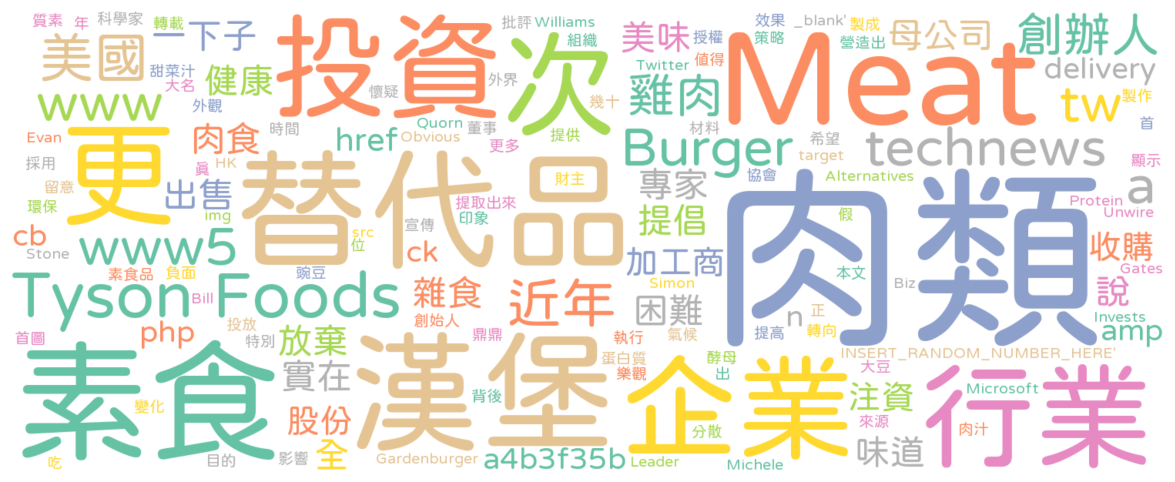 質素 年 科學家 轉載 一下子 投資 次 批評 Williams 組織 美味 授權 效果 策略 _blank' 營造出 製成 母公司 創辦人
美國 甜菜汁 大名 健康 懷疑 外界 幾十 Twitter 值得 Meat delivery
www 外觀 雞肉 tw 製作 首
Evan 更 肉食 時間 href Quorn Obvious 董事 更多 提供 Burger 材料 希望 target technews 顯示
採用 HK 替代品 財主 專家 協會 肉類 Alternatives a
留意 出售 提取出來 印象 提倡 假 Protein Unwire
環保 img 宣傳
cb Stone www5 src 位 ck 加工商 本文 Biz 收購 Gates
素食品 負面 豌豆 Simon
Tyson Foods Bill 雜食 近年 困難 n 正 說 Invests
首圖 php 投放 特別 放棄 創始人 鼎鼎 執行 氣候 提高 轉向 amp
素食 實在 漢堡 蛋白質 樂觀 酵母 出 企業 INSERT_RANDOM_NUMBER_HERE' 大豆 行業
變化 股份 背後 注資 Microsoft
來源 肉汁
吃 目的 影響 全 Gardenburger a4b3f35b Leader 分散 Michele 味道